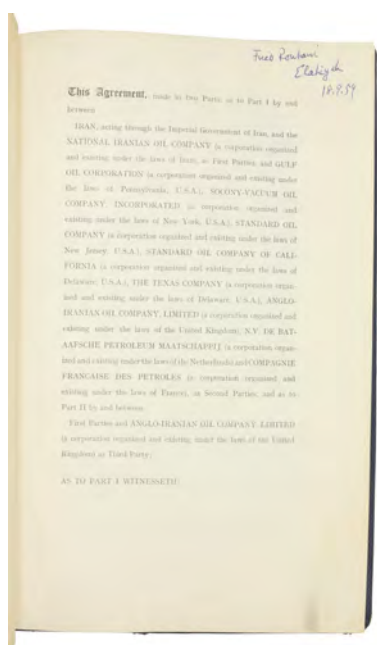 Fuad Rouhani
18.9.54
This Agreement, made in two Parts; as to Part I by and
between
IRAN, acting through the Imperial Government of Iran, and the
NATIONAL IRANIAN OIL COMPANY (a corporation organized
and existing under the laws of Iran), as First Parties; and GULF
OIL CORPORATION (a corporation organized and existing under
the laws of Pennsylvania, U.S.A.), SOCONY-VACUUM OIL
COMPANY, INCORPORATED (a corporation organized and
existing under the laws of New York, U.S.A.), STANDARD OIL
COMPANY (a corporation organized and existing under the laws of
New Jersey, U.S.A.), STANDARD OIL COMPANY OF CALI-
FORNIA (a corporation organized and existing under the laws of
Delaware, U.S.A.), THE TEXAS COMPANY (a corporation organ-
ized and existing under the laws of Delaware, U.S.A.), ANGLO-
IRANIAN OIL COMPANY, LIMITED (a corporation organized and
existing under the laws of the United Kingdom), N.V. DE BAT-
AAFSCHE PETROLEUM MAATSCHAPPIJ (a corporation organ-
ized and existing under the laws of the Netherlands) and COMPAGNIE
FRANCAISE DES PETROLES (a corporation organized and
existing under the laws of France), as Second Parties; and as to
Part II by and between
First Parties and ANGLO-IRANIAN OIL COMPANY, LIMITED
(a corporation organized and existing under the laws of the United
Kingdom) as Third Party;
AS TO PART I WITNESSETH: